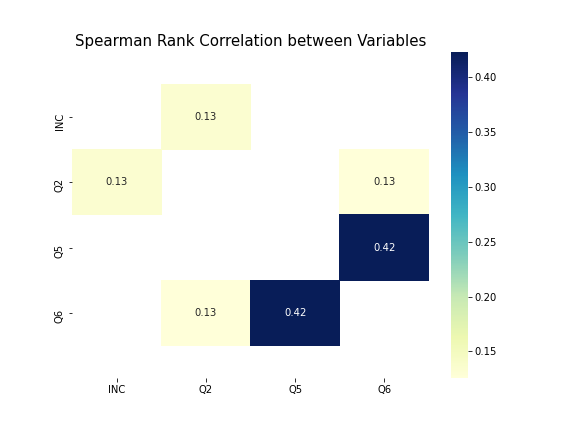 Spearman Rank Correlation between Variables
INC
0.13
Q2
0.13
0.13
Q5
0.42
Q6
0.13
0.42
INC
Q2
Q5
Q6
0.40
0.35
0.30
0.25
0.20
0.15